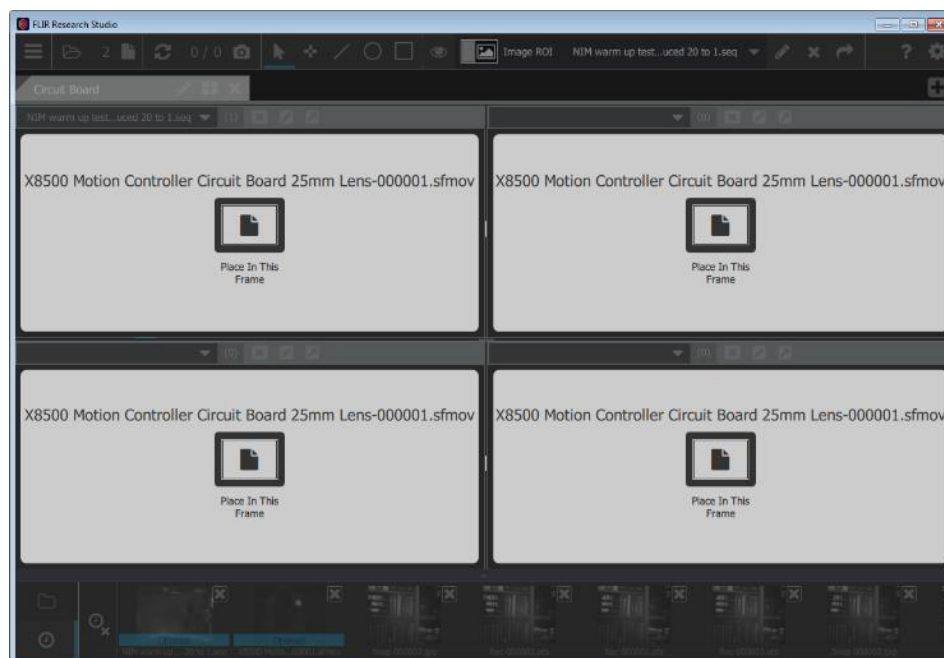 FLIR Research Studio
2
0 / 0
Image ROI
NIM warm up test...uced 20 to 1.seq
?
Circuit Board
NIM warm up test...uced 20 to 1.seq
(1)
(0)
X8500 Motion Controller Circuit Board 25mm Lens-000001.sfmov
X8500 Motion Controller Circuit Board 25mm Lens-000001.sfmov
Place In This
Frame
Place In This
Frame
(0)
(0)
X8500 Motion Controller Circuit Board 25mm Lens-000001.sfmov
X8500 Motion Controller Circuit Board 25mm Lens-000001.sfmov
Place In This
Frame
Place In This
Frame